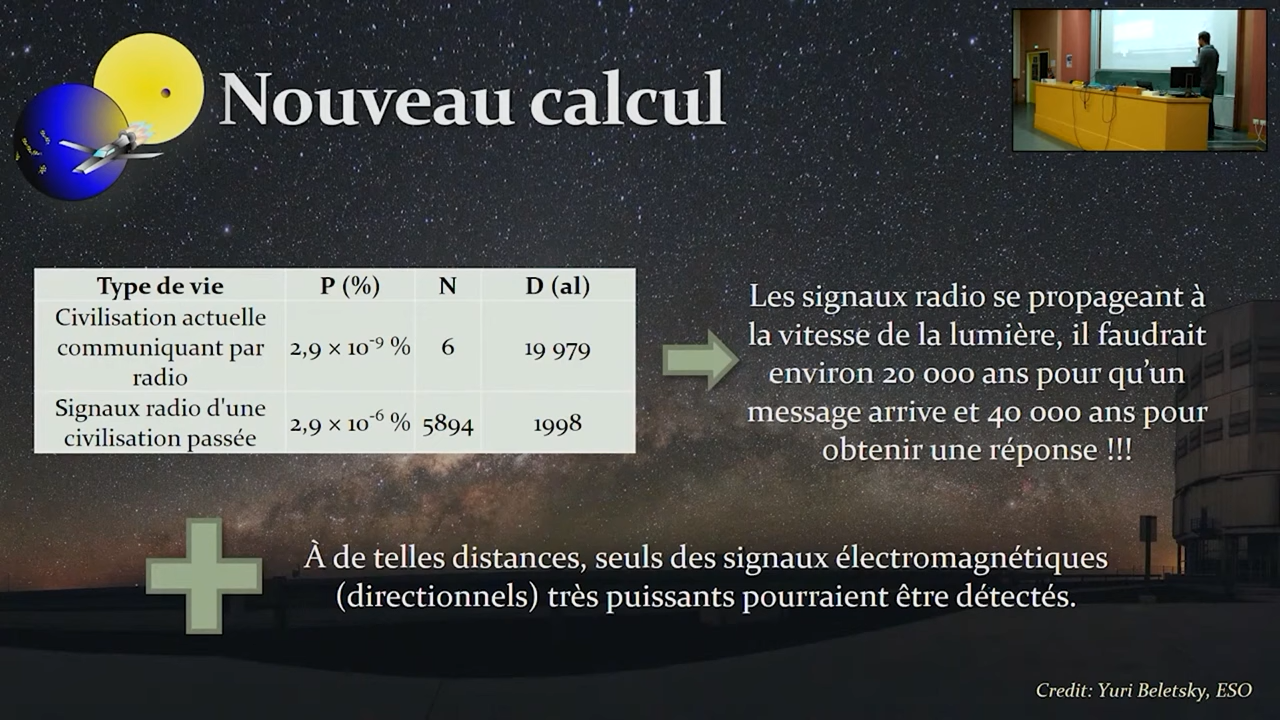 Nouveau calcul
Type de vie P (%) N D (al)
Civilisation actuelle
communiquant par
radio
2,9 × 10⁻⁹ % 6 19 979
Signaux radio d'une
civilisation passée
2,9 × 10⁻⁶ % 5894 1998
Les signaux radio se propageant à
la vitesse de la lumière, il faudrait
environ 20 000 ans pour qu’un
message arrive et 40 000 ans pour
obtenir une réponse !!!
À de telles distances, seuls des signaux électromagnétiques
(directionnels) très puissants pourraient être détectés.
Credit: Yuri Beletsky, ESO